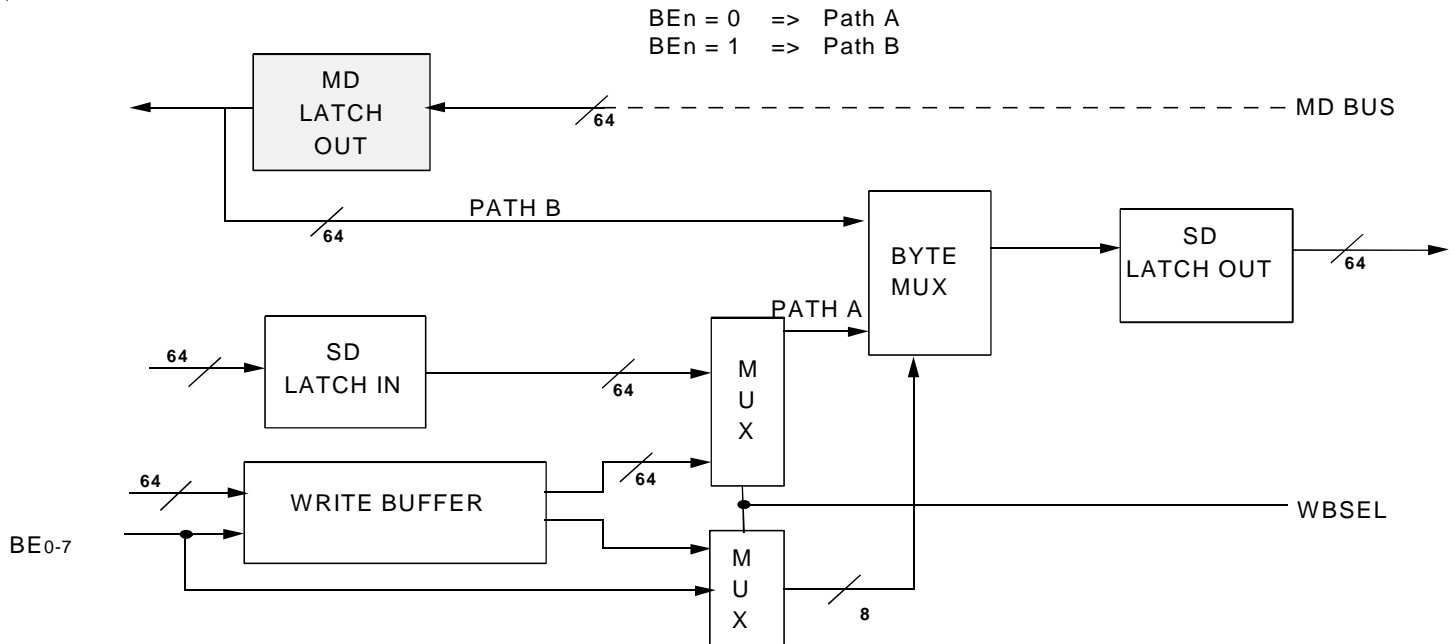 BEn = 0 => Path A
BEn = 1 => Path B
MD
LATCH
OUT
64
MD BUS
PATH B
64
BYTE
MUX
SD
LATCH OUT
64
PATH A
64
SD
LATCH IN
64
M
U
X
64
WRITE BUFFER
64
WBSEL
BE0-7
M
U
X
8